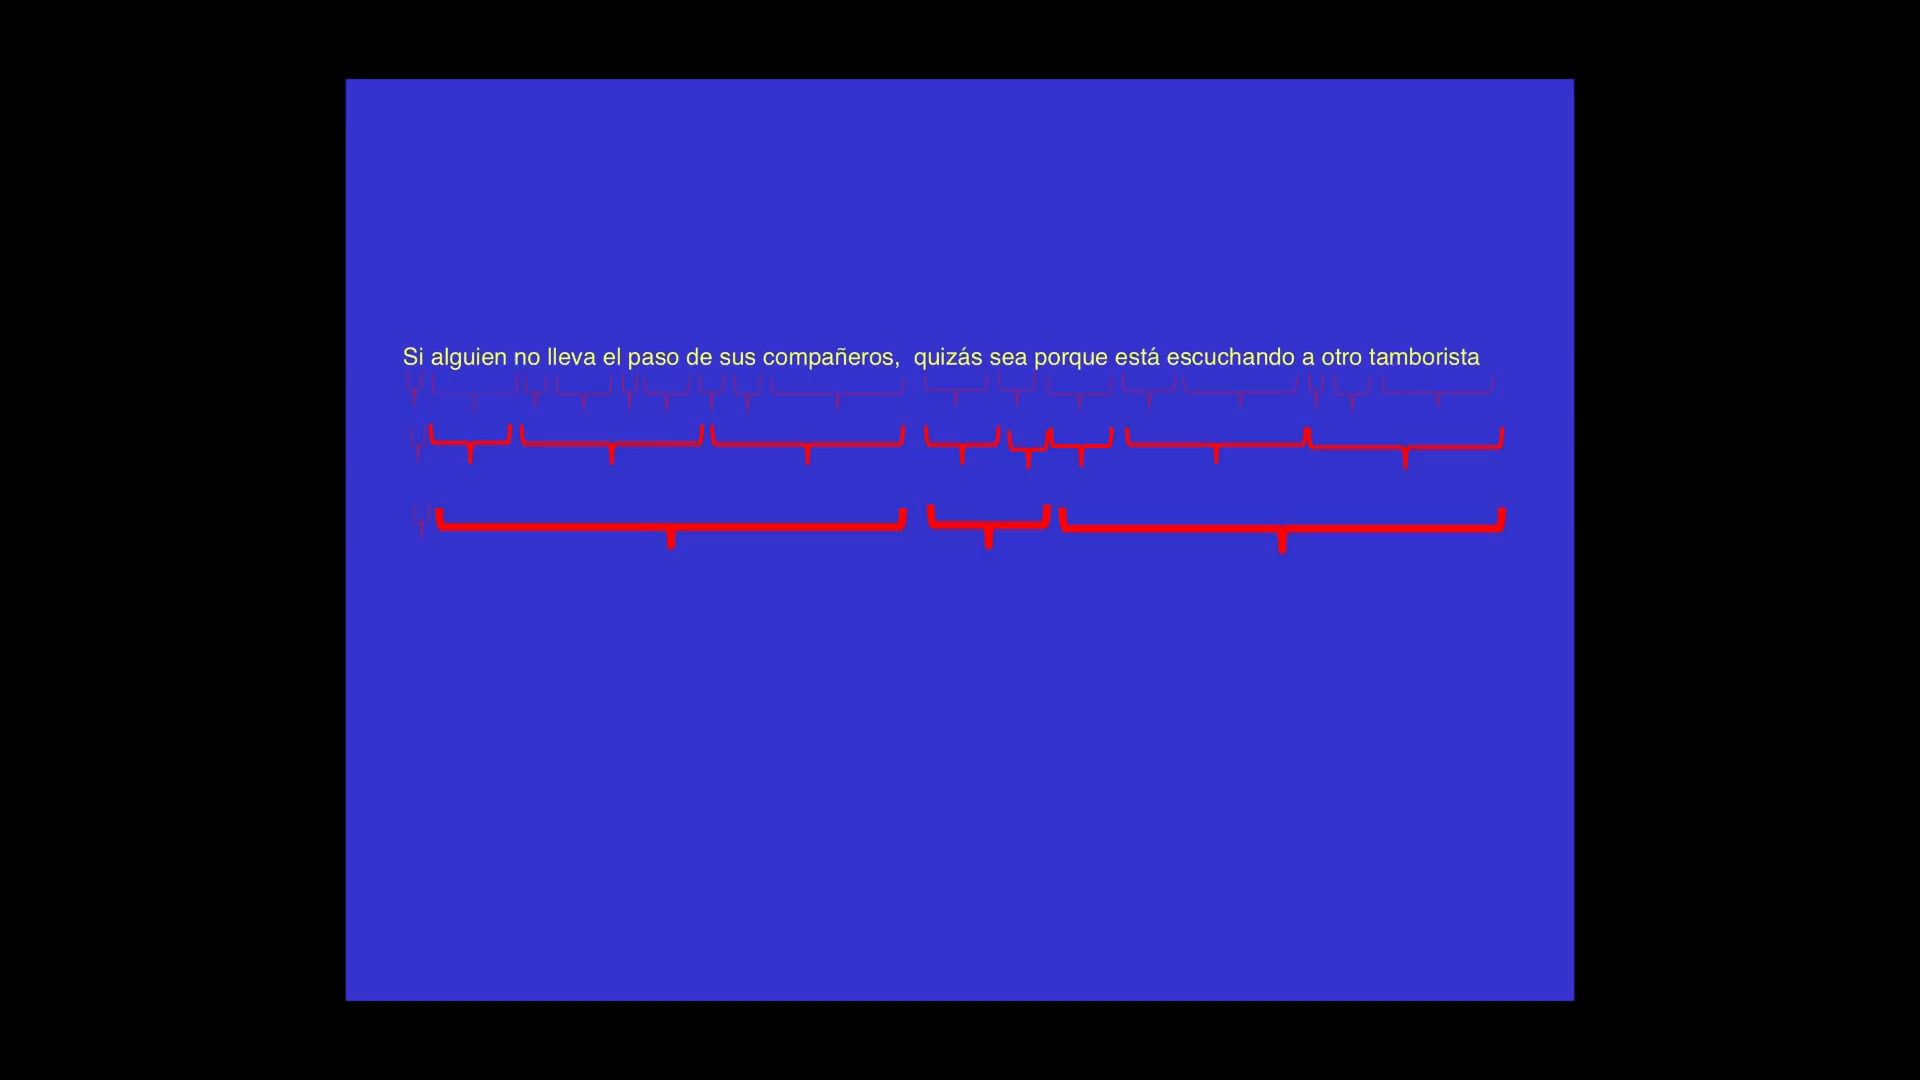 Si alguien no lleva el paso de sus compañeros, quizás sea porque está escuchando a otro tamborista